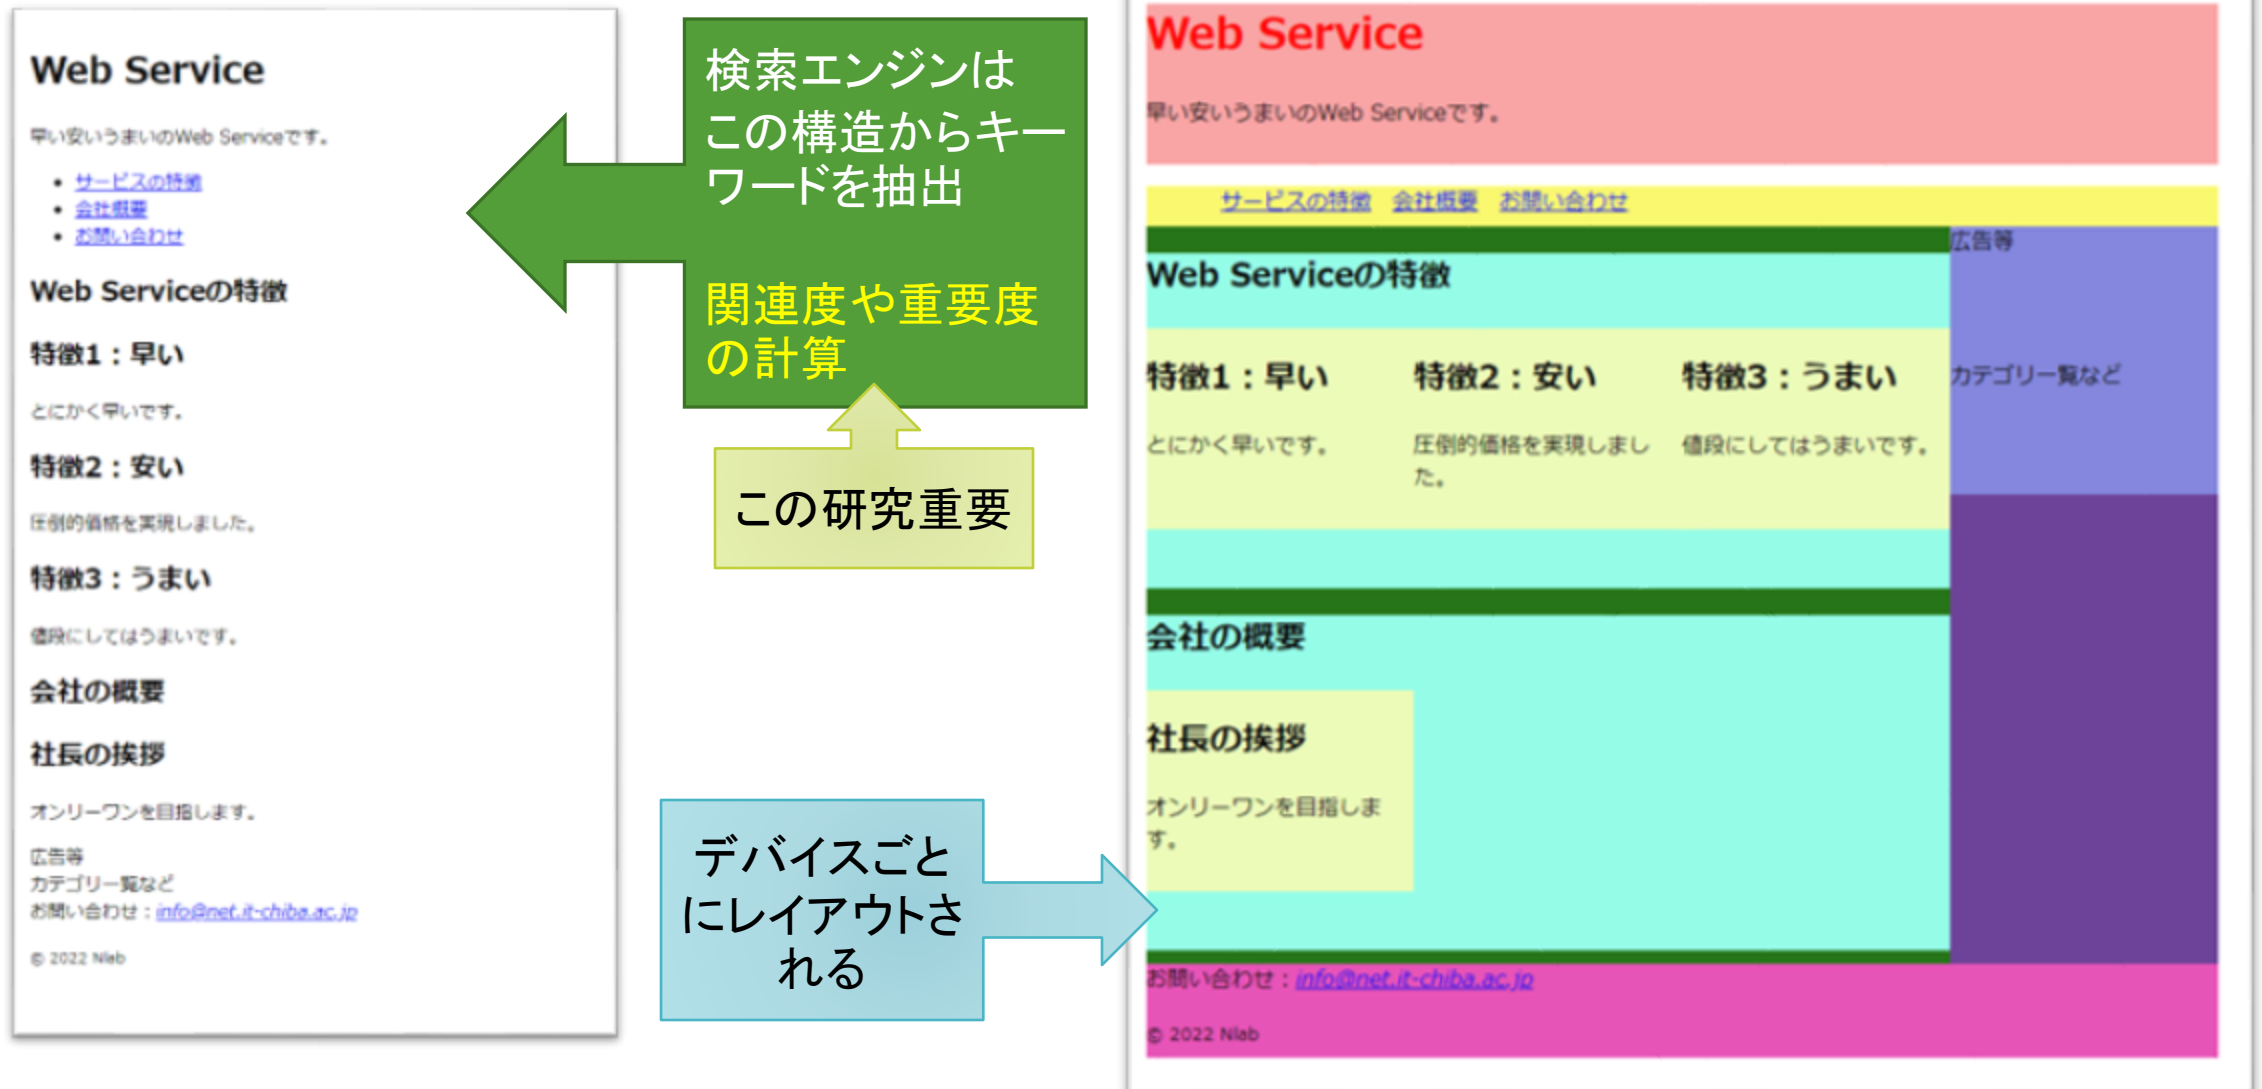 Web Service
早い安いうまいのWeb Serviceです。
サービスの特徴
会社概要
お問い合わせ
Web Serviceの特徴
特徴1：早い
とにかく早いです。
特徴2：安い
圧倒的価格を実現しました。
特徴3：うまい
値段にしてはうまいです。
会社の概要
社長の挨拶
オンリーワンを目指します。
広告等
カテゴリ一覧など
お問い合わせ：info@net.it-chiba.ac.jp
© 2022 Nlab
検索エンジンは
この構造からキー
ワードを抽出
関連度や重要度
の計算
この研究重要
デバイスごと
にレイアウトさ
れる
Web Service
早い安いうまいのWeb Serviceです。
サービスの特徴 会社概要 お問い合わせ
Web Serviceの特徴
特徴1：早い
とにかく早いです。
特徴2：安い
圧倒的価格を実現しまし
た。
特徴3：うまい
値段にしてはうまいです。
広告等
カテゴリ一覧など
会社の概要
社長の挨拶
オンリーワンを目指しま
す。
お問い合わせ：info@net.it-chiba.ac.jp
© 2022 Nlab